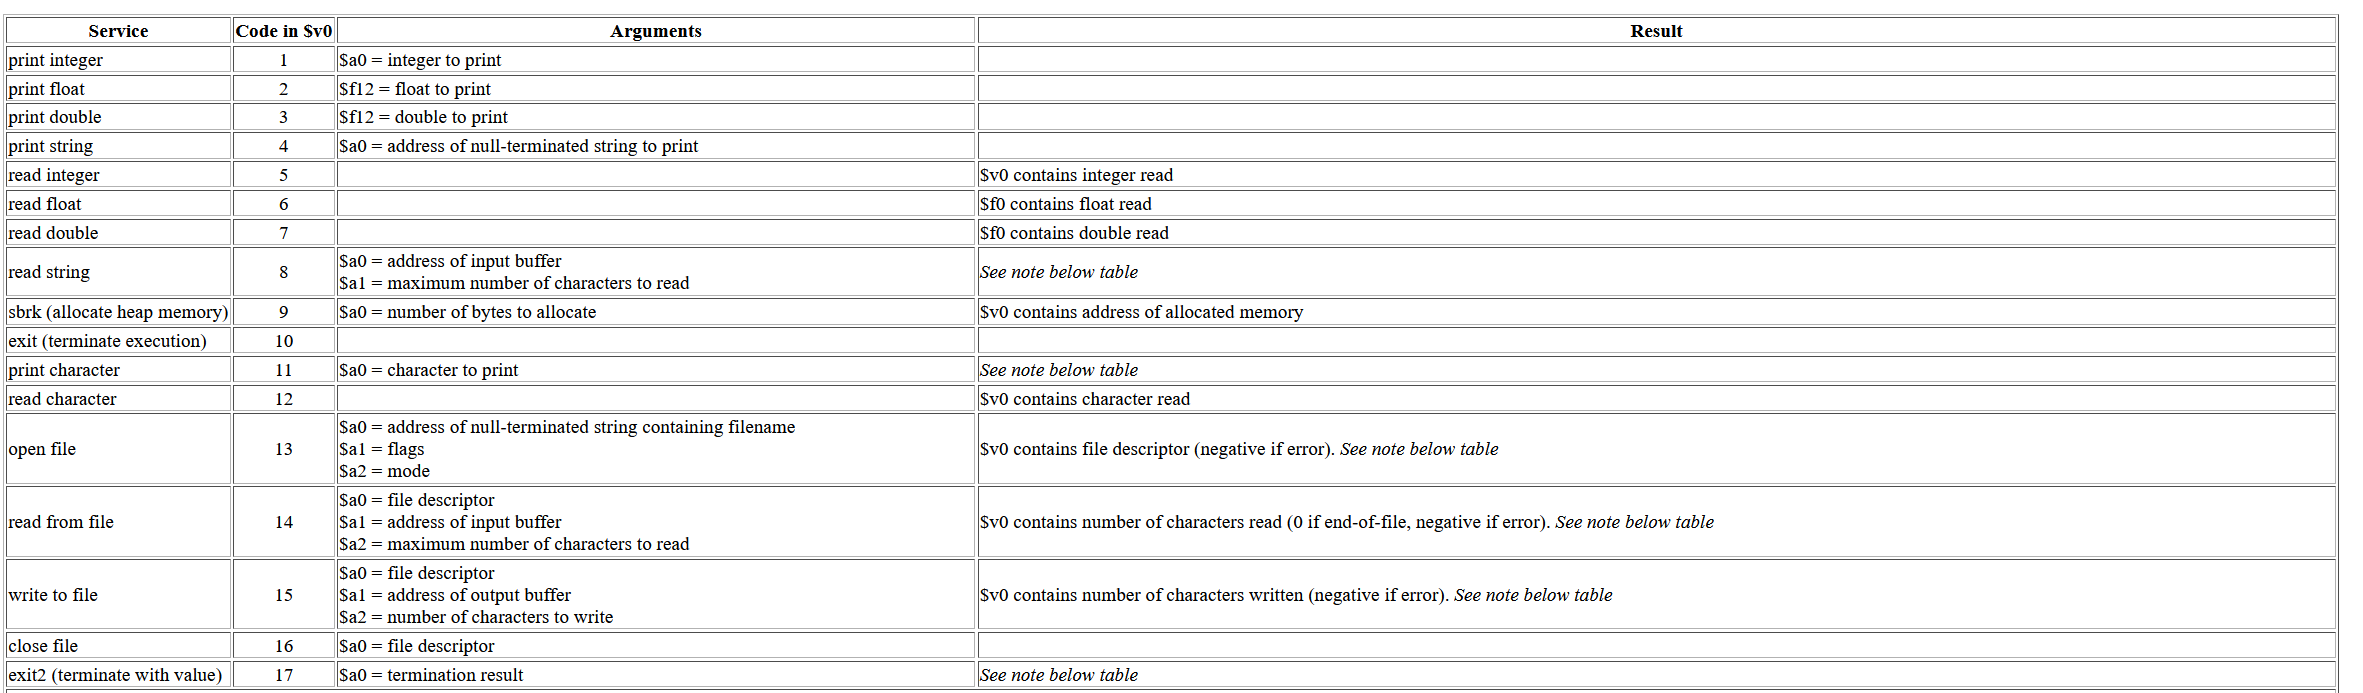 Service Code in $v0 Arguments Result
print integer 1 $a0 = integer to print
print float 2 $f12 = float to print
print double 3 $f12 = double to print
print string 4 $a0 = address of null-terminated string to print
read integer 5 $v0 contains integer read
read float 6 $f0 contains float read
read double 7 $f0 contains double read
read string 8 $a0 = address of input buffer
$a1 = maximum number of characters to read
See note below table
sbrk (allocate heap memory) 9 $a0 = number of bytes to allocate $v0 contains address of allocated memory
exit (terminate execution) 10
print character 11 $a0 = character to print See note below table
read character 12 $v0 contains character read
open file 13 $a0 = address of null-terminated string containing filename
$a1 = flags
$a2 = mode
$v0 contains file descriptor (negative if error). See note below table
read from file 14 $a0 = file descriptor
$a1 = address of input buffer
$a2 = maximum number of characters to read
$v0 contains number of characters read (0 if end-of-file, negative if error). See note below table
write to file 15 $a0 = file descriptor
$a1 = address of output buffer
$a2 = number of characters to write
$v0 contains number of characters written (negative if error). See note below table
close file 16 $a0 = file descriptor
exit2 (terminate with value) 17 $a0 = termination result See note below table